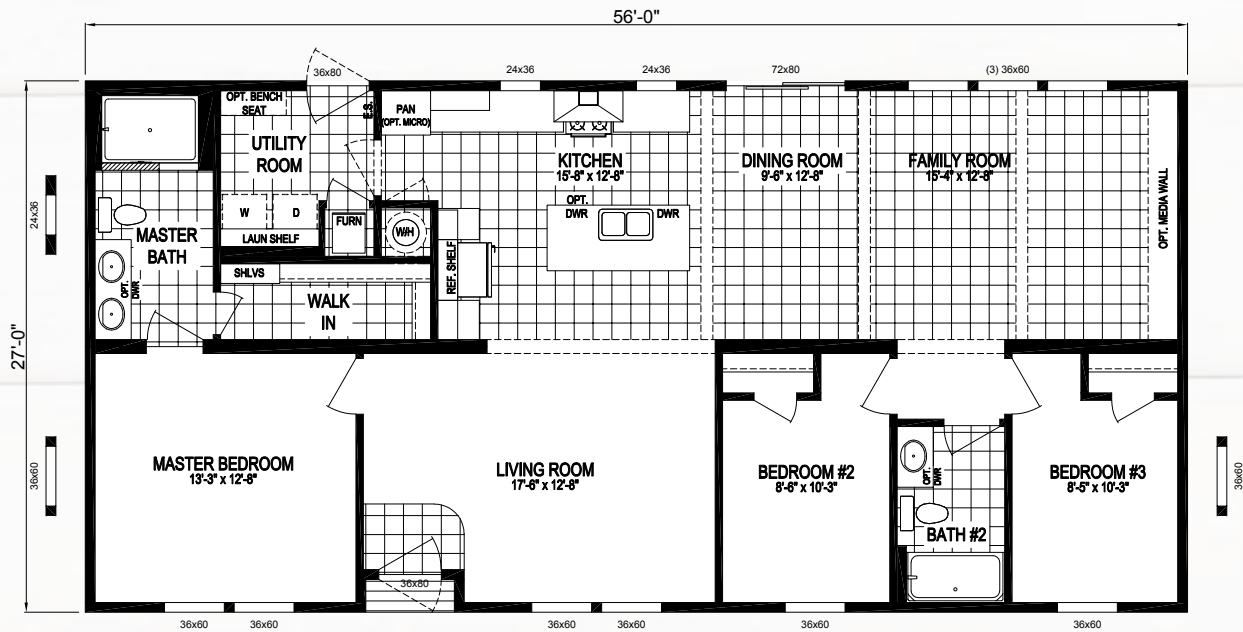 56'-0"
36x80
24x36
24x36
72x80
(3) 36x60
OPT. BENCH
SEAT
E.S.
PAN
(OPT. MICRO)
UTILITY
ROOM
KITCHEN
15'-8" x 12'-8"
DINING ROOM
9'-6" x 12'-8"
FAMILY ROOM
15'-4" x 12'-8"
OPT. MEDIA WALL
24x36
W
D
LAUN SHELF
FURN
W/H
OPT.
DWR
DWR
MASTER
BATH
OPT.
DWR
SHLVS
WALK
IN
REF. SHELF
27'-0"
36x60
MASTER BEDROOM
13'-3" x 12'-8"
LIVING ROOM
17'-6" x 12'-8"
BEDROOM #2
8'-6" x 10'-3"
OPT.
DWR
BATH #2
BEDROOM #3
8'-5" x 10'-3"
36x60
36x80
36x60
36x60
36x60
36x60
36x60
36x60